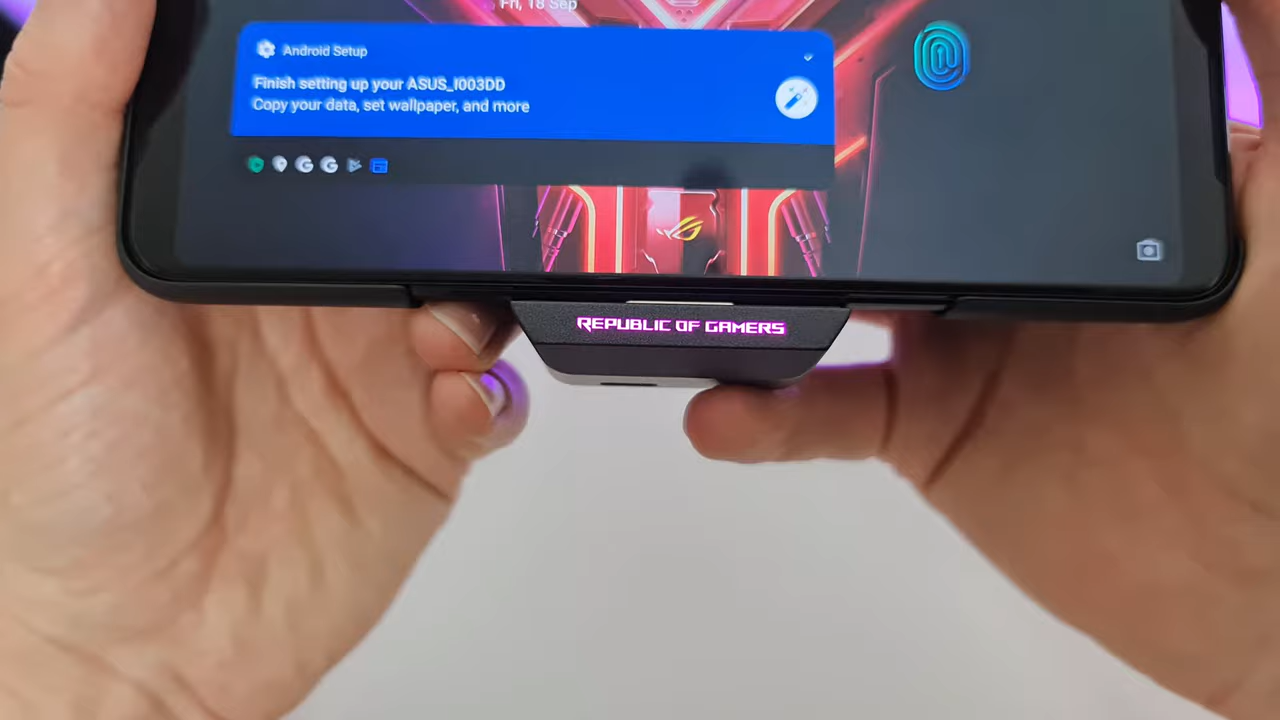 Fri, 18 Sep
Android Setup
Finish setting up your ASUS_I003DD
Copy your data, set wallpaper, and more
REPUBLIC OF GAMERS